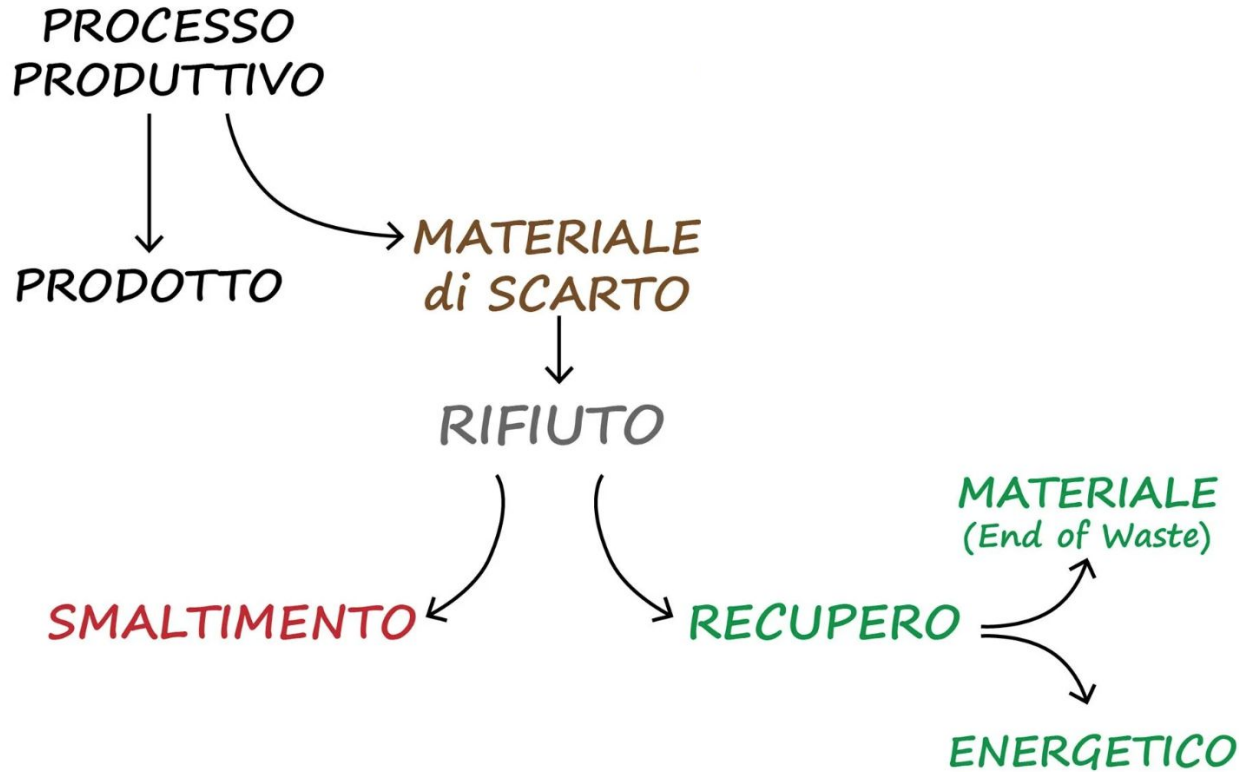 PROCESSO
PRODUTTIVO
PRODOTTO
MATERIALE
di SCARTO
RIFIUTO
SMALTIMENTO
RECUPERO
MATERIALE
(End of Waste)
ENERGETICO